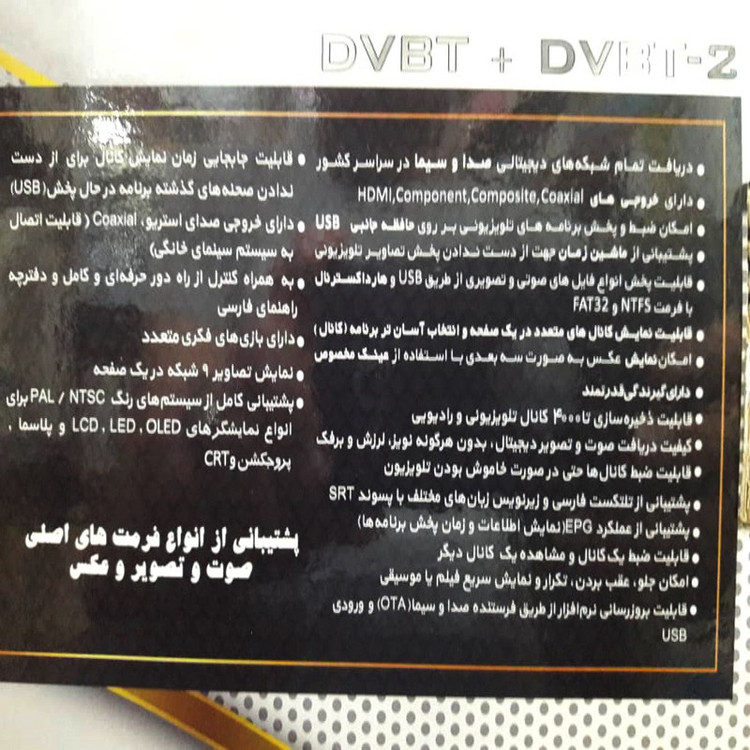 DVBT + DVBT-2
• دریافت تمام شبکه‌های دیجیتالی صدا و سیما در سراسر کشور
• دارای خروجی های HDMI,Component,Composite,Coaxial
• امکان ضبط و پخش برنامه های تلویزیونی بر روی حافظه جانبی USB
• پشتیبانی از ماشین زمان جهت از دست ندادن پخش تصاویر تلویزیونی
• قابلیت پخش انواع فایل های صوتی و تصویری از طریق USB و هارداکسترنال
با فرمت NTFS و FAT32
• قابلیت نمایش کانال های متعدد در یک صفحه و انتخاب آسان تر برنامه (کانال)
• امکان نمایش عکس به صورت سه بعدی با استفاده از عینک مخصوص
• دارای گیرندگی قدرتمند
• قابلیت ذخیره سازی تا ۴۰۰۰ کانال تلویزیونی و رادیویی
• کیفیت دریافت صوت و تصویر دیجیتال، بدون هرگونه نویز، لرزش و برفک
• قابلیت ضبط کانال‌ها حتی در صورت خاموش بودن تلویزیون
• پشتیبانی از تلتکست فارسی و زیرنویس زبان‌های مختلف با پسوند SRT
• پشتیبانی از عملکرد EPG(نمایش اطلاعات و زمان پخش برنامه ها)
• قابلیت ضبط یک کانال و مشاهده یک کانال دیگر
• امکان جلو، عقب بردن، تکرار و نمایش سریع فیلم یا موسیقی
• قابلیت بروزرسانی نرم‌افزار از طریق فرستنده صدا و سیما(OTA) و ورودی
USB
• قابلیت جابجایی زمان نمایش کانال برای از دست
ندادن صحنه های گذشته برنامه در حال پخش(USB)
• دارای خروجی صدای استریو، Coaxial ( قابلیت اتصال
به سیستم سینمای خانگی)
• به همراه کنترل از راه دور حرفه‌ای و کامل و دفترچه
راهنمای فارسی
• دارای بازی‌های فکری متعدد
• نمایش تصاویر ۹ شبکه در یک صفحه
• پشتیبانی کامل از سیستم های رنگ PAL / NTSC برای
انواع نمایشگرهای LCD , LED , OLED و پلاسما ,
پروجکشن و CRT
پشتیبانی از انواع فرمت های اصلی
صوت و تصویر و عکس